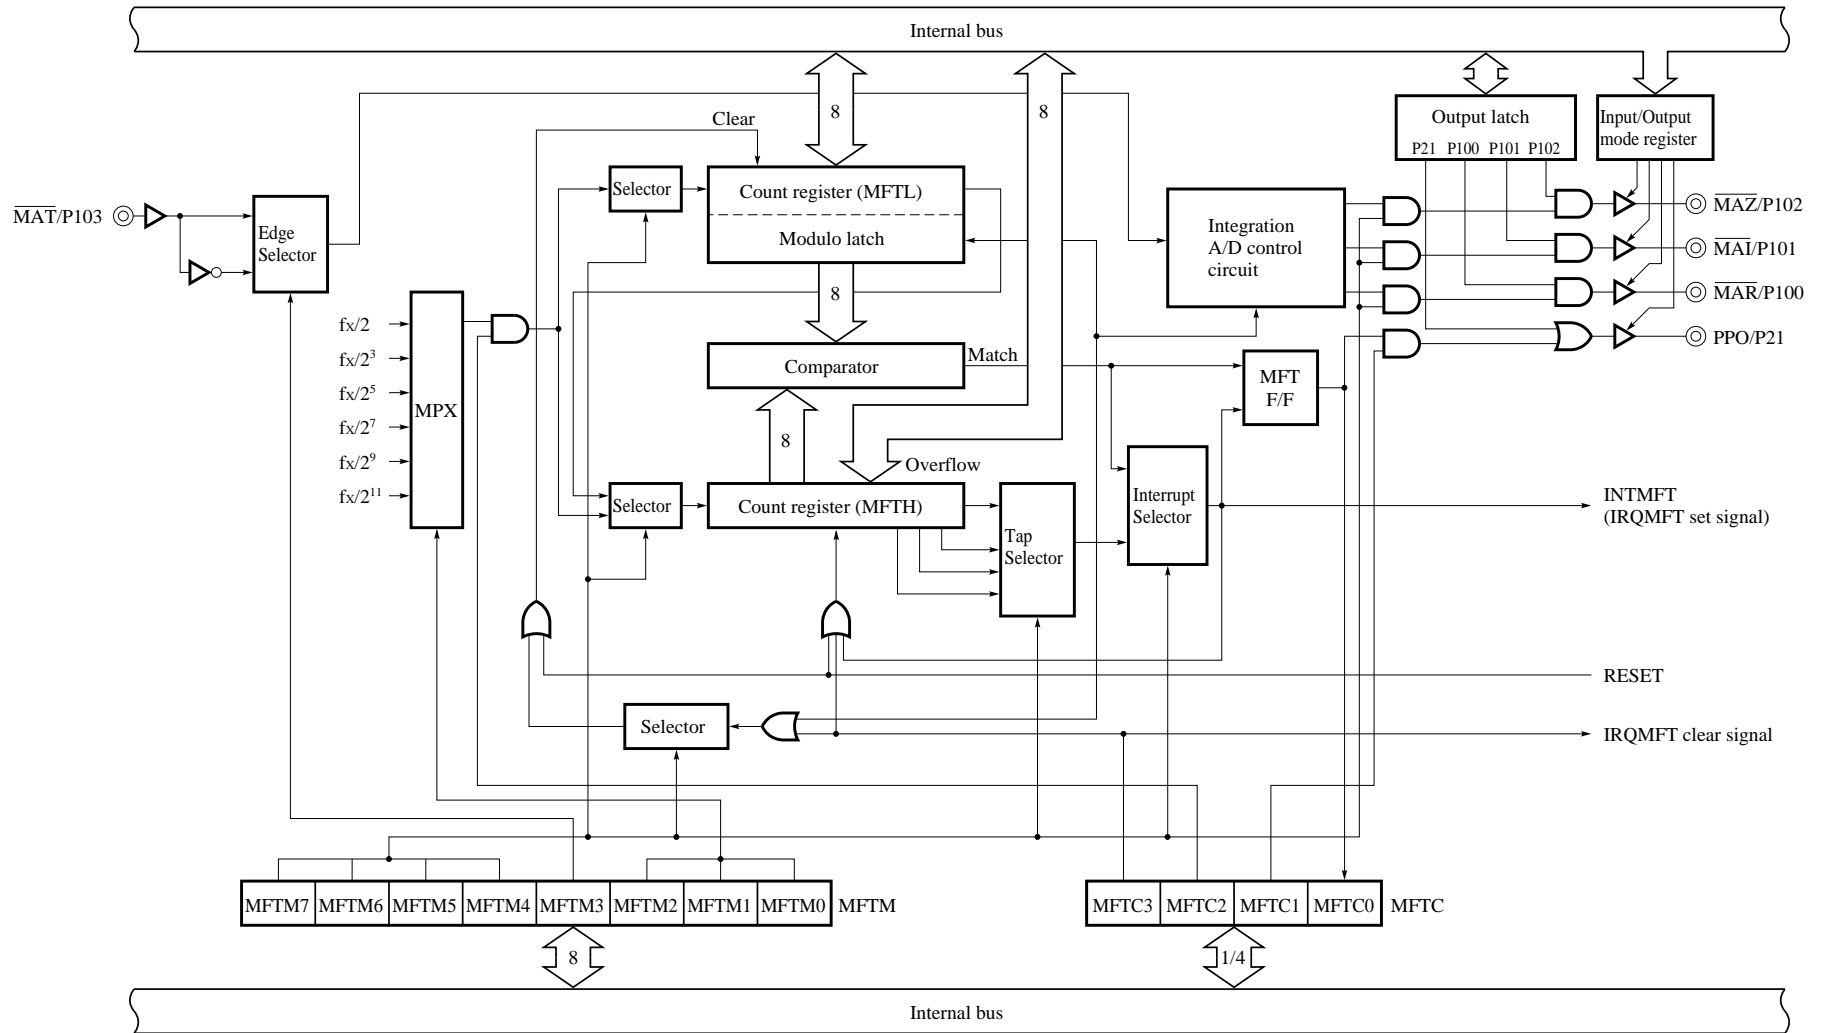 Internal bus
8
8
Clear
Output latch
P21 P100 P101 P102
Input/Output
mode register
MAT/P103
Edge
Selector
Selector
Count register (MFTL)
Modulo latch
Integration
A/D control
circuit
MAZ/P102
MAI/P101
MAR/P100
PPO/P21
8
fx/2
fx/2³
fx/2⁵
fx/2⁷
fx/2⁹
fx/2¹¹
MPX
Comparator
Match
MFT
F/F
8
Overflow
Selector
Count register (MFTH)
Tap
Selector
Interrupt
Selector
INTMFT
(IRQMFT set signal)
RESET
Selector
IRQMFT clear signal
MFTM7 MFTM6 MFTM5 MFTM4 MFTM3 MFTM2 MFTM1 MFTM0 MFTM
MFTC3 MFTC2 MFTC1 MFTC0 MFTC
8
1/4
Internal bus